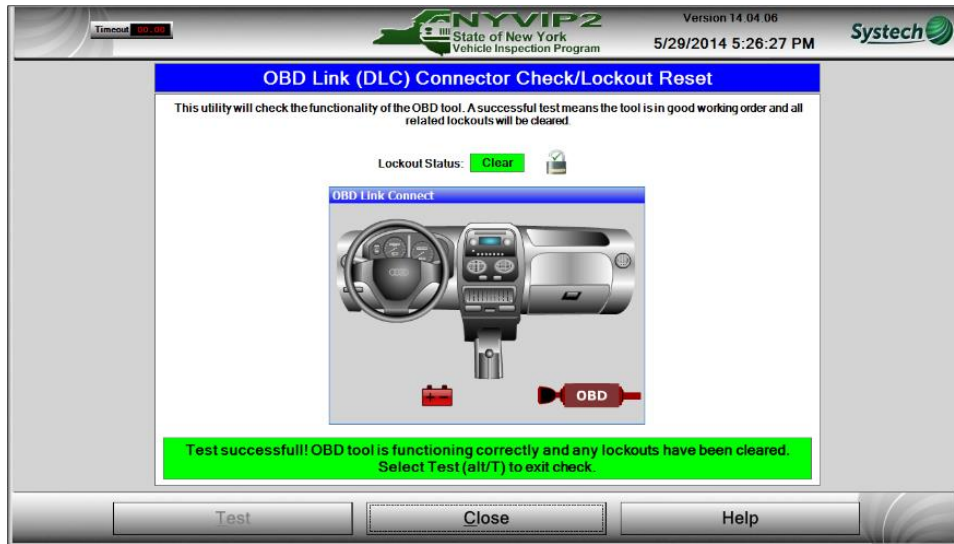 Timeout 00:00
NYVIP2
State of New York
Vehicle Inspection Program
Version 14.04.06
5/29/2014 5:26:27 PM
Systech
OBD Link (DLC) Connector Check/Lockout Reset
This utility will check the functionality of the OBD tool. A successful test means the tool is in good working order and all
related lockouts will be cleared.
Lockout Status: Clear
OBD Link Connect
OBD
Test successfull! OBD tool is functioning correctly and any lockouts have been cleared.
Select Test (alt/T) to exit check.
Test
Close
Help